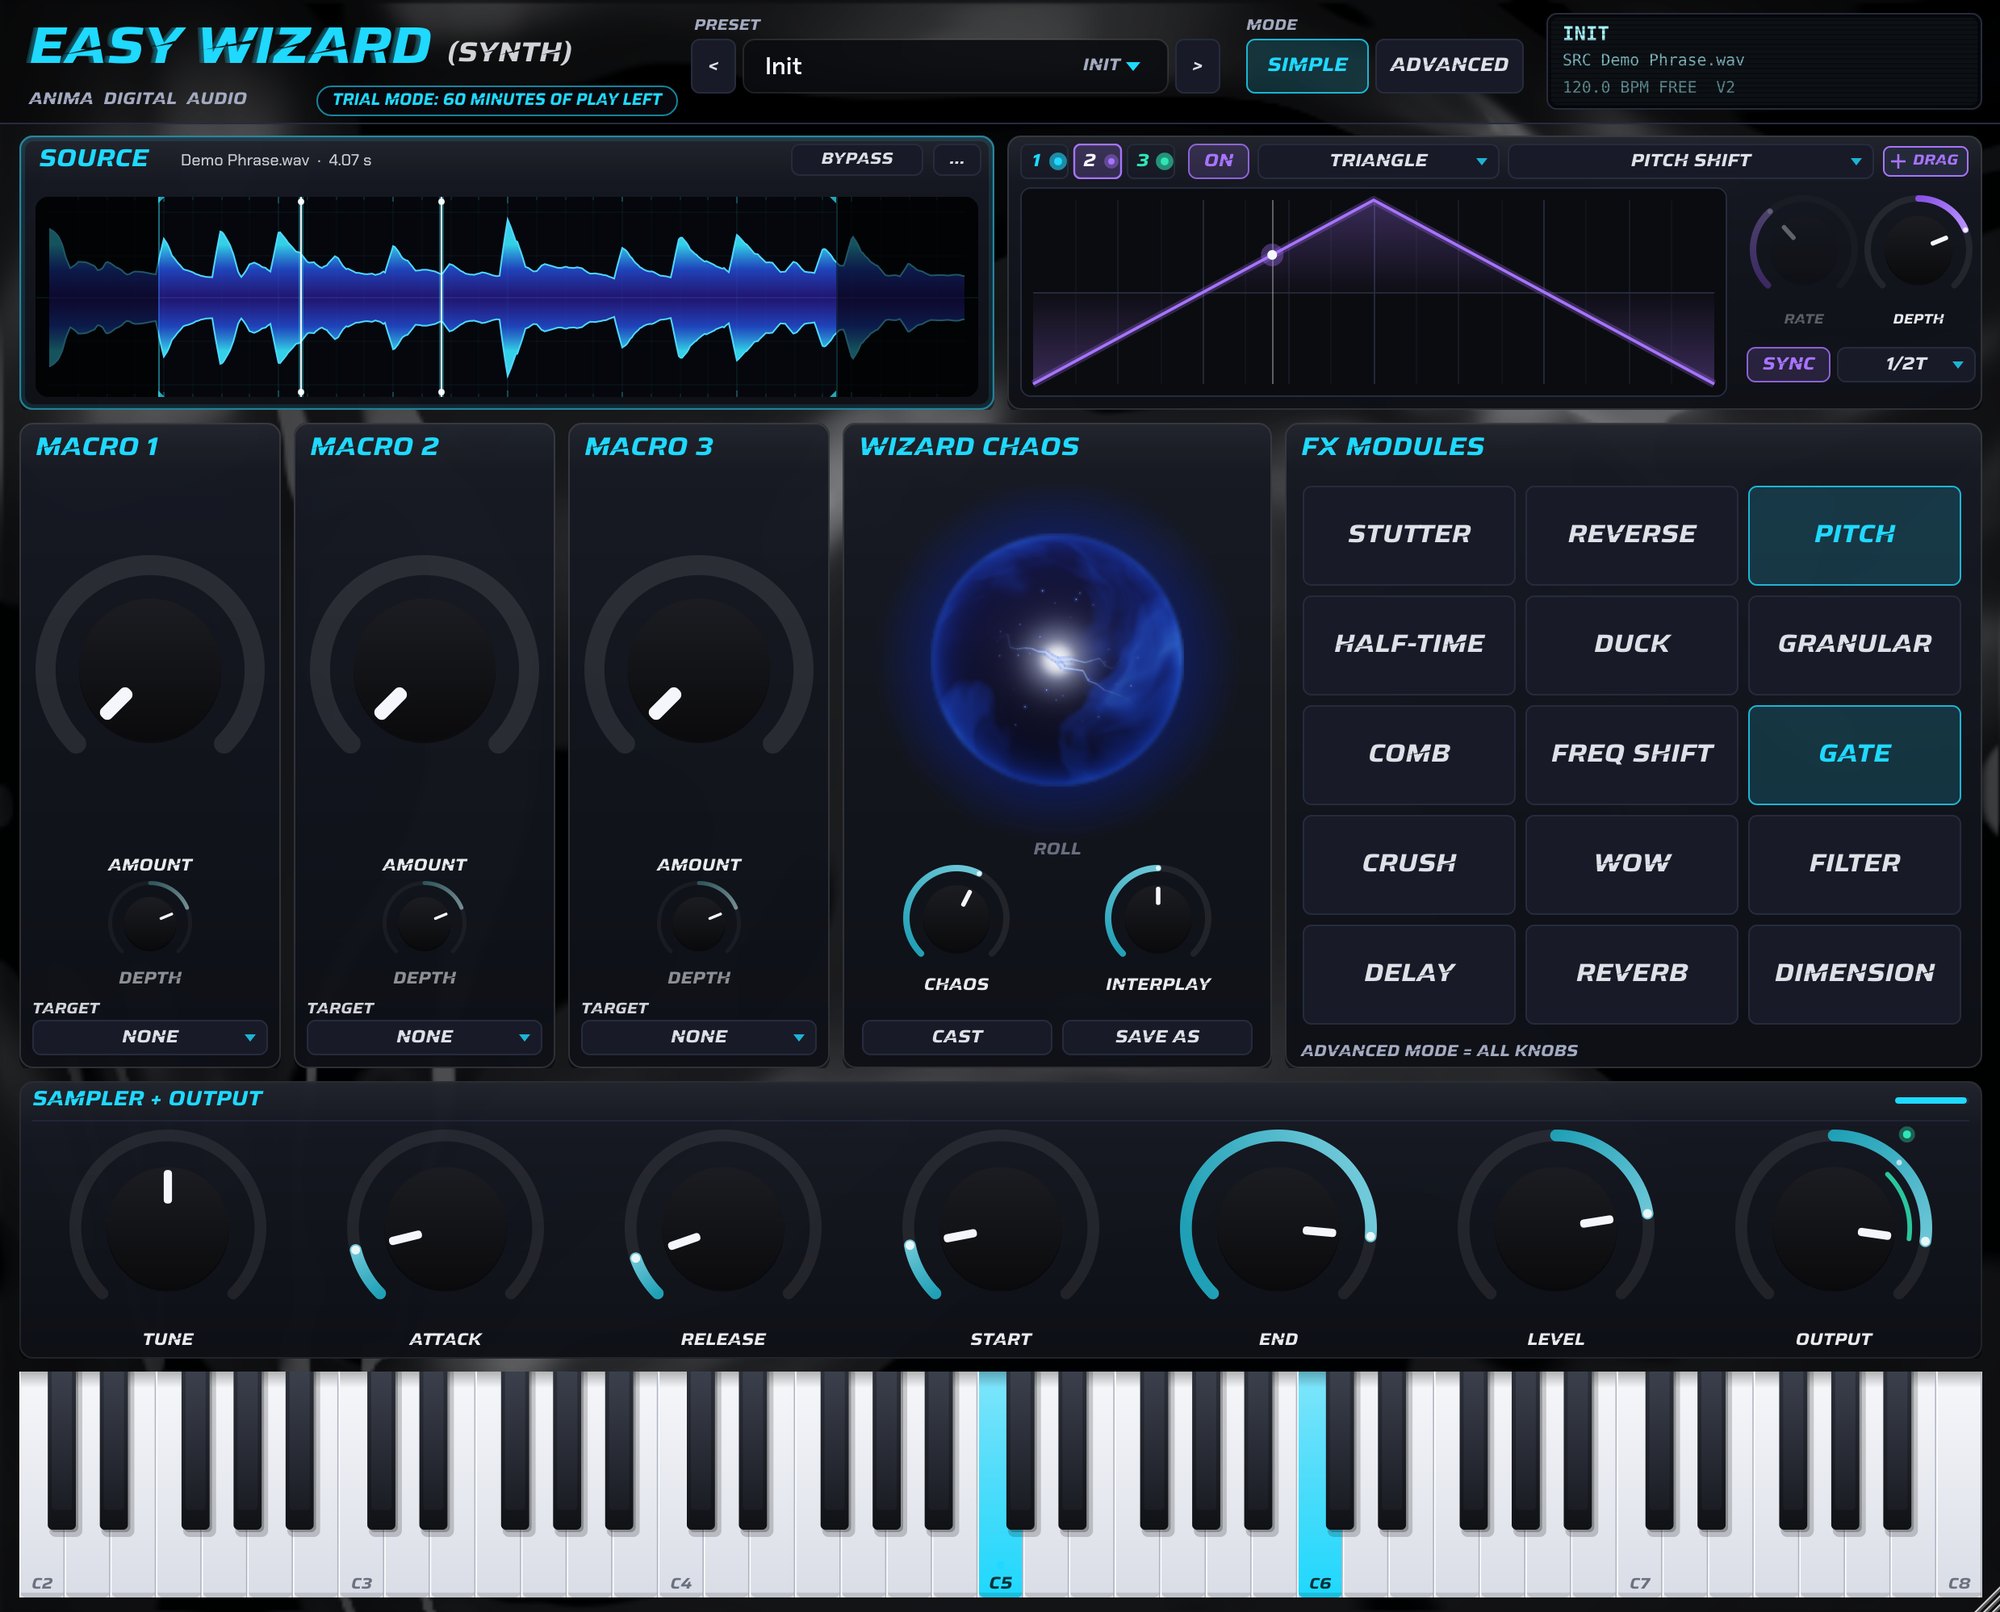 EASY WIZARD (SYNTH)
ANIMA DIGITAL AUDIO
TRIAL MODE: 60 MINUTES OF PLAY LEFT
PRESET
<
Init
INIT
>
MODE
SIMPLE
ADVANCED
INIT
SRC Demo Phrase.wav
120.0 BPM FREE V2
SOURCE
Demo Phrase.wav · 4.07 s
BYPASS
...
1
2
3
ON
TRIANGLE
PITCH SHIFT
+ DRAG
RATE
DEPTH
SYNC
1/2T
MACRO 1
AMOUNT
DEPTH
TARGET
NONE
MACRO 2
AMOUNT
DEPTH
TARGET
NONE
MACRO 3
AMOUNT
DEPTH
TARGET
NONE
WIZARD CHAOS
ROLL
CHAOS
INTERPLAY
CAST
SAVE AS
FX MODULES
STUTTER
REVERSE
PITCH
HALF-TIME
DUCK
GRANULAR
COMB
FREQ SHIFT
GATE
CRUSH
WOW
FILTER
DELAY
REVERB
DIMENSION
ADVANCED MODE = ALL KNOBS
SAMPLER + OUTPUT
TUNE
ATTACK
RELEASE
START
END
LEVEL
OUTPUT
C2
C3
C4
C5
C6
C7
C8